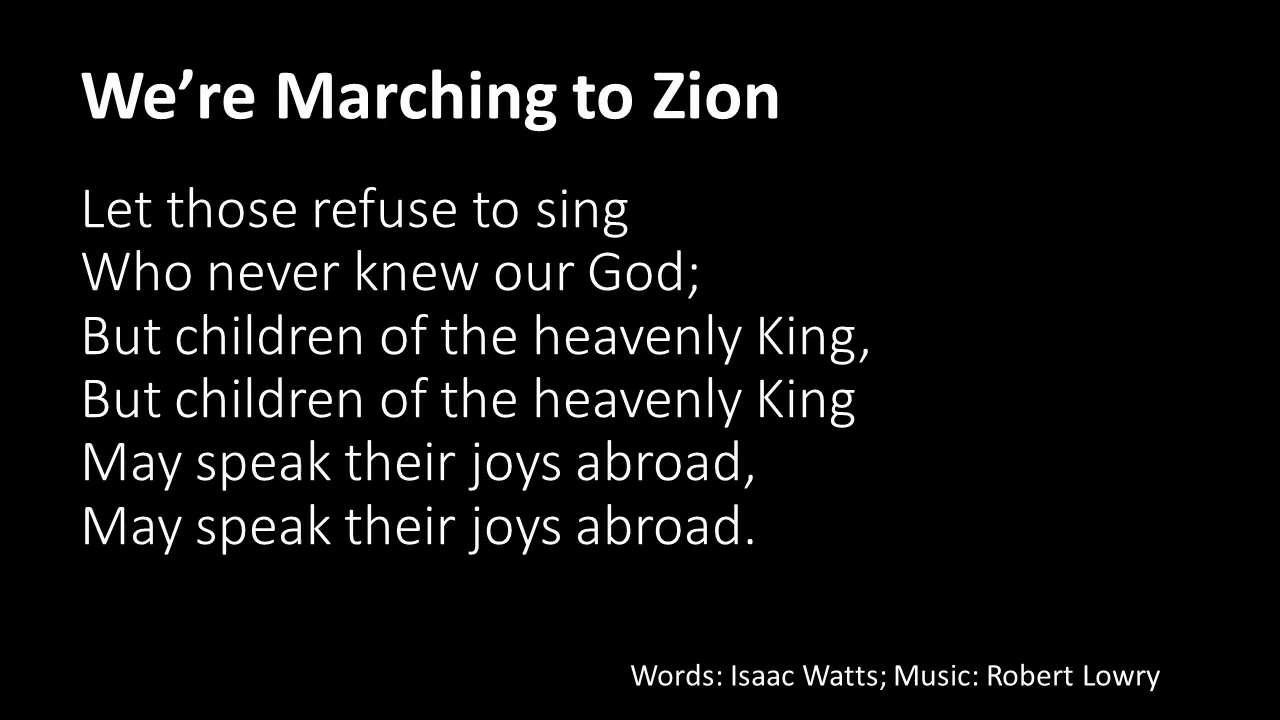 We’re Marching to Zion
Let those refuse to sing
Who never knew our God;
But children of the heavenly King,
But children of the heavenly King
May speak their joys abroad,
May speak their joys abroad.
Words: Isaac Watts; Music: Robert Lowry